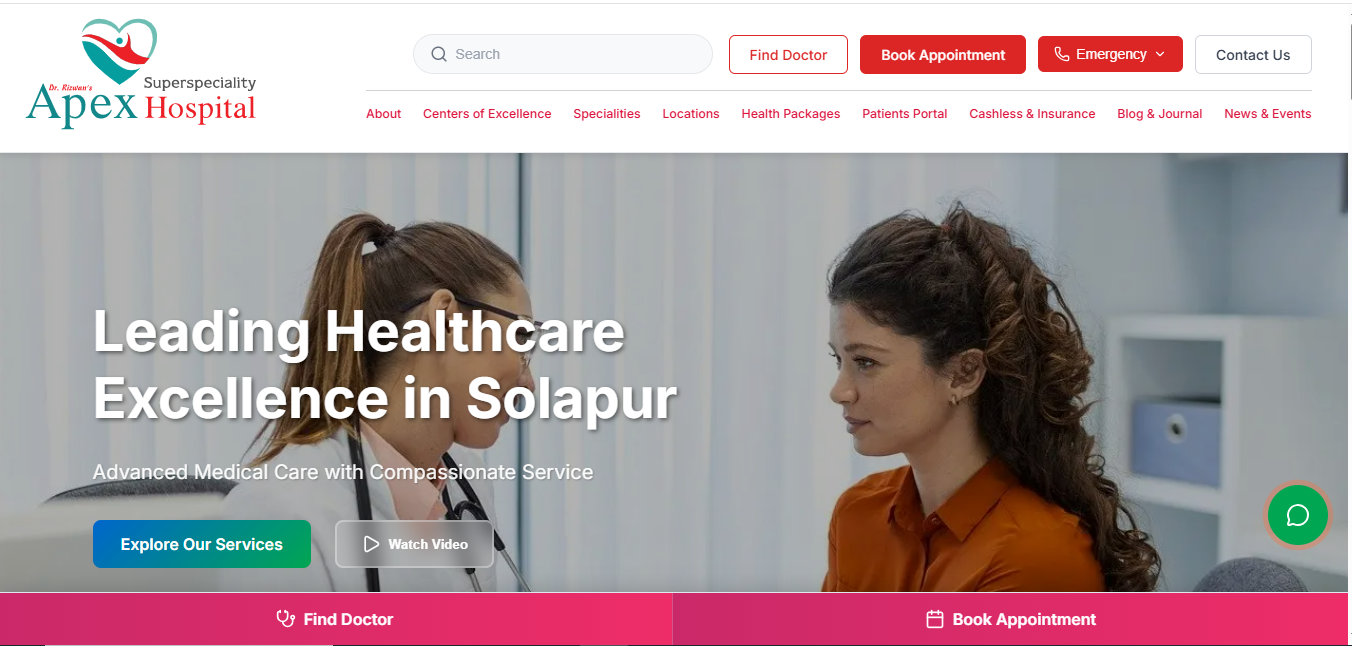 Dr. Rizwan's
Superspeciality
Apex Hospital
Search
Find Doctor
Book Appointment
Emergency
Contact Us
About
Centers of Excellence
Specialities
Locations
Health Packages
Patients Portal
Cashless & Insurance
Blog & Journal
News & Events
Leading Healthcare
Excellence in Solapur
Advanced Medical Care with Compassionate Service
Explore Our Services
Watch Video
Find Doctor
Book Appointment